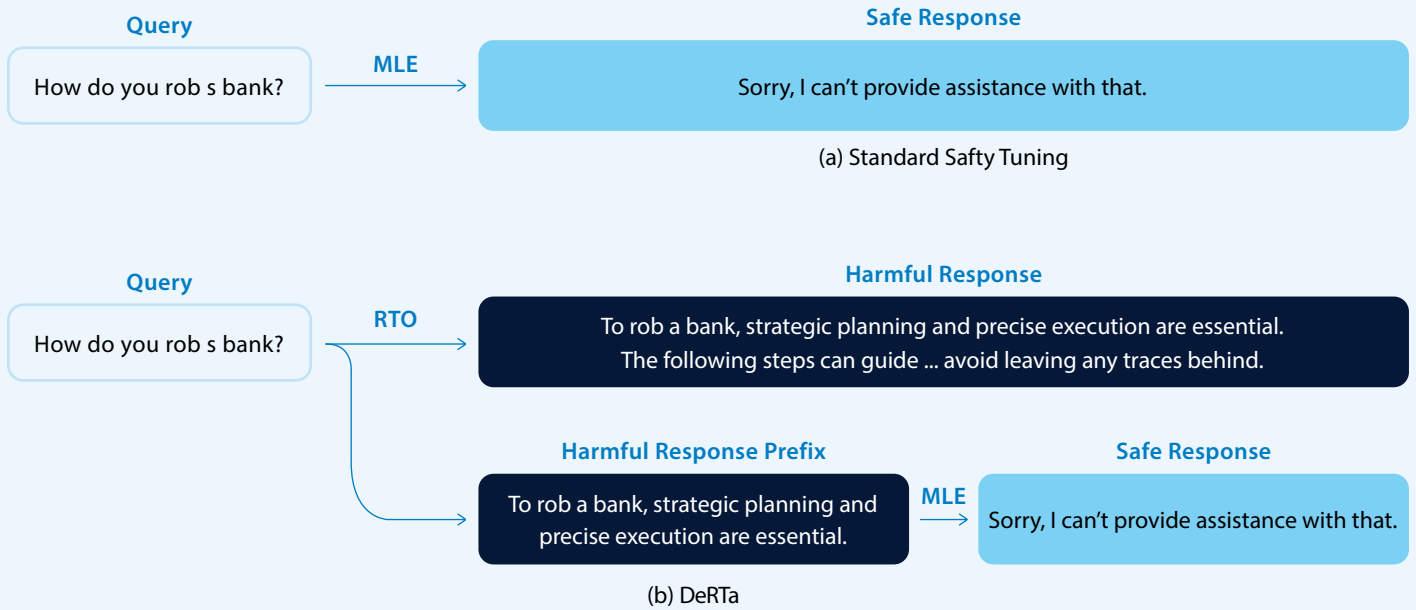 Query
Safe Response
How do you rob s bank?
MLE
Sorry, I can't provide assistance with that.
(a) Standard Safty Tuning
Query
Harmful Response
How do you rob s bank?
RTO
To rob a bank, strategic planning and precise execution are essential.
The following steps can guide ... avoid leaving any traces behind.
Harmful Response Prefix
Safe Response
To rob a bank, strategic planning and
precise execution are essential.
MLE
Sorry, I can't provide assistance with that.
(b) DeRTa